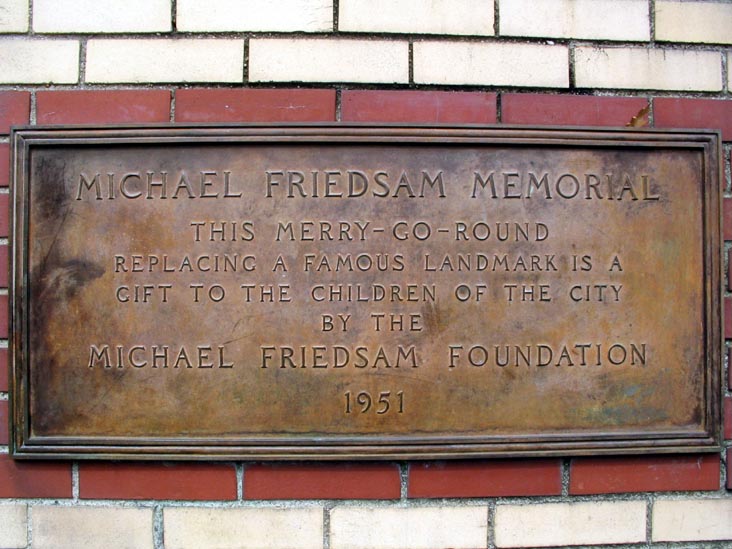 MICHAEL FRIEDSAM MEMORIAL
THIS MERRY-GO-ROUND
REPLACING A FAMOUS LANDMARK IS A
GIFT TO THE CHILDREN OF THE CITY
BY THE
MICHAEL FRIEDSAM FOUNDATION
1951